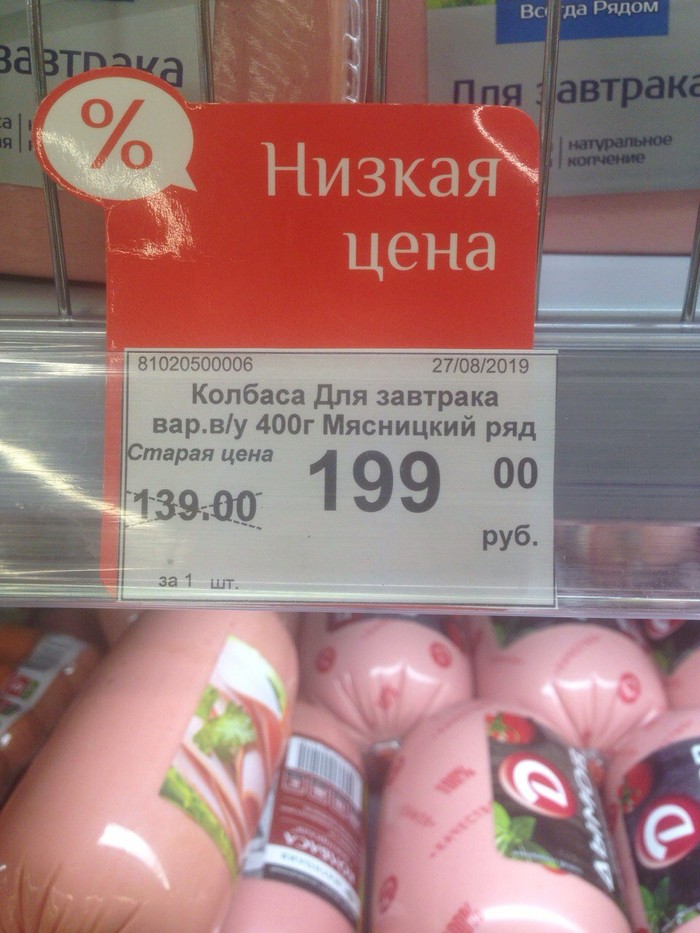 Всегда Рядом
завтрака
Для завтрака
натуральное
копчение
%
Низкая
цена
81020500006 27/08/2019
Колбаса Для завтрака
вар.в/у 400г Мясницкий ряд
Старая цена
139.00 199 00
руб.
за 1 шт.
КОЛБАСА